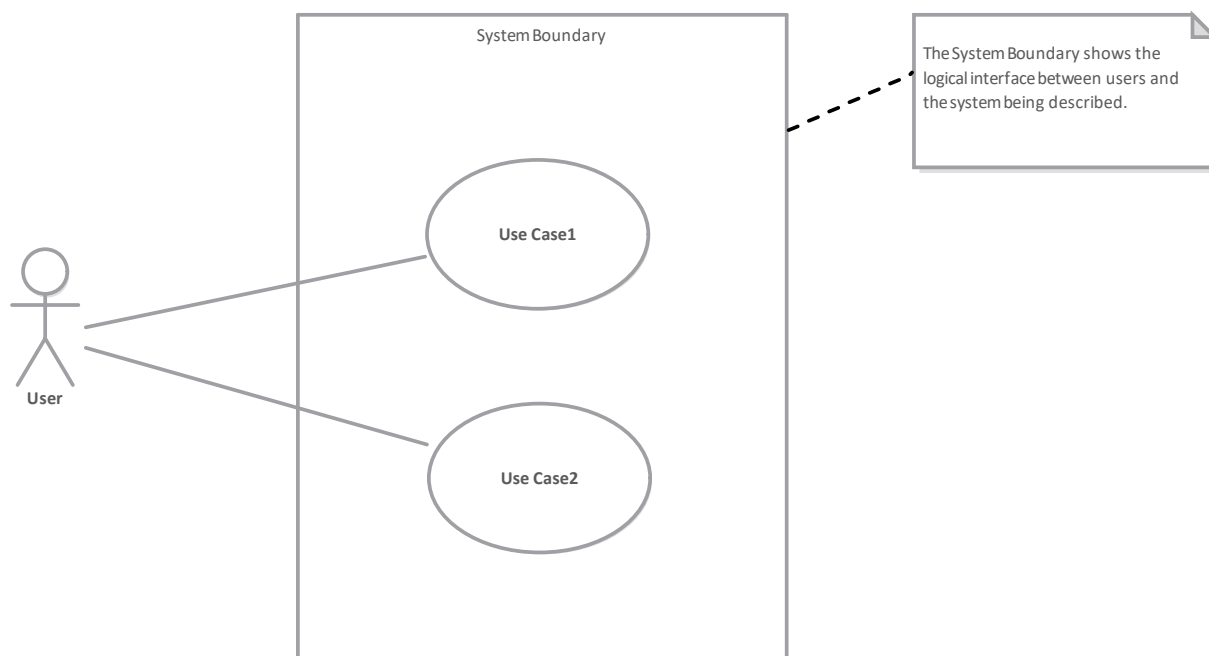 System Boundary
The System Boundary shows the
logical interface between users and
the system being described.
Use Case1
User
Use Case2